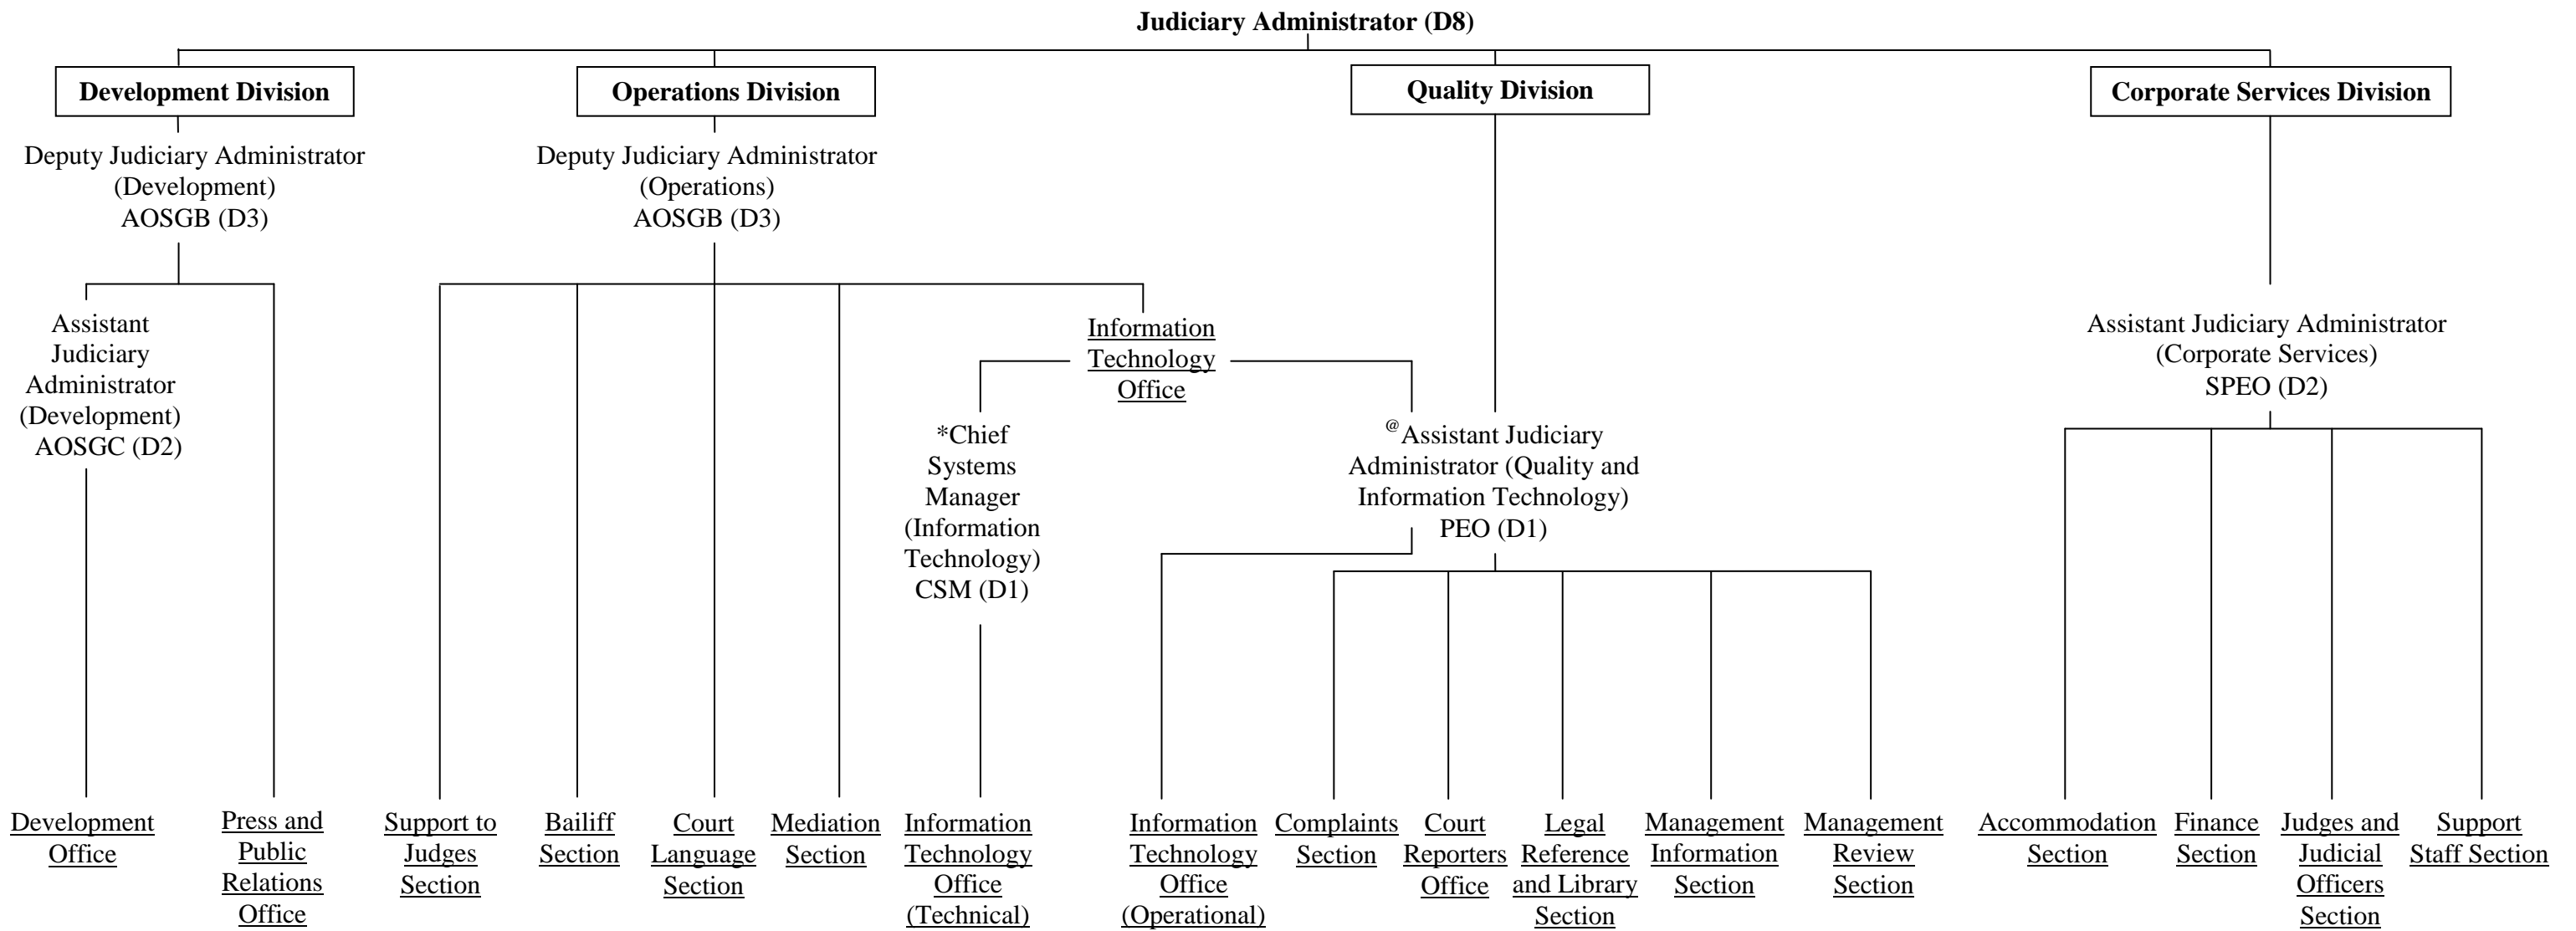 Judiciary Administrator (D8)
Development Division
Operations Division
Quality Division
Corporate Services Division
Deputy Judiciary Administrator
(Development)
AOSGB (D3)
Deputy Judiciary Administrator
(Operations)
AOSGB (D3)
Assistant
Judiciary
Administrator
(Development)
AOSGC (D2)
Information
Technology
Office
Assistant Judiciary Administrator
(Corporate Services)
SPEO (D2)
*Chief
Systems
Manager
(Information
Technology)
CSM (D1)
@Assistant Judiciary
Administrator (Quality and
Information Technology)
PEO (D1)
Development
Office
Press and
Public
Relations
Office
Support to
Judges
Section
Bailiff
Section
Court
Language
Section
Mediation
Section
Information
Technology
Office
(Technical)
Information
Technology
Office
(Operational)
Complaints
Section
Court
Reporters
Office
Legal
Reference
and Library
Section
Management
Information
Section
Management
Review
Section
Accommodation
Section
Finance
Section
Judges and
Judicial
Officers
Section
Support
Staff Section